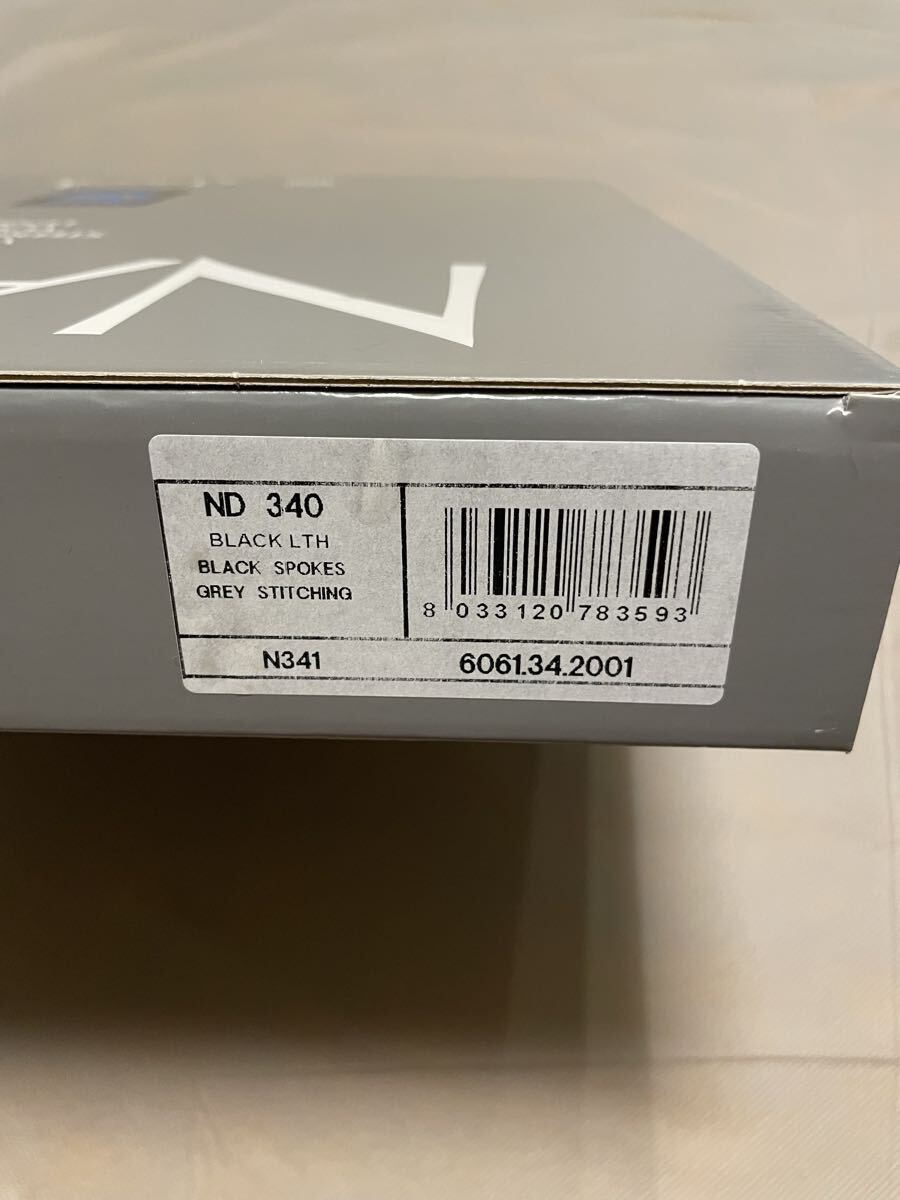 ND 340
BLACK LTH
BLACK SPOKES
GREY STITCHING
8 033120 783593
N341
6061.34.2001